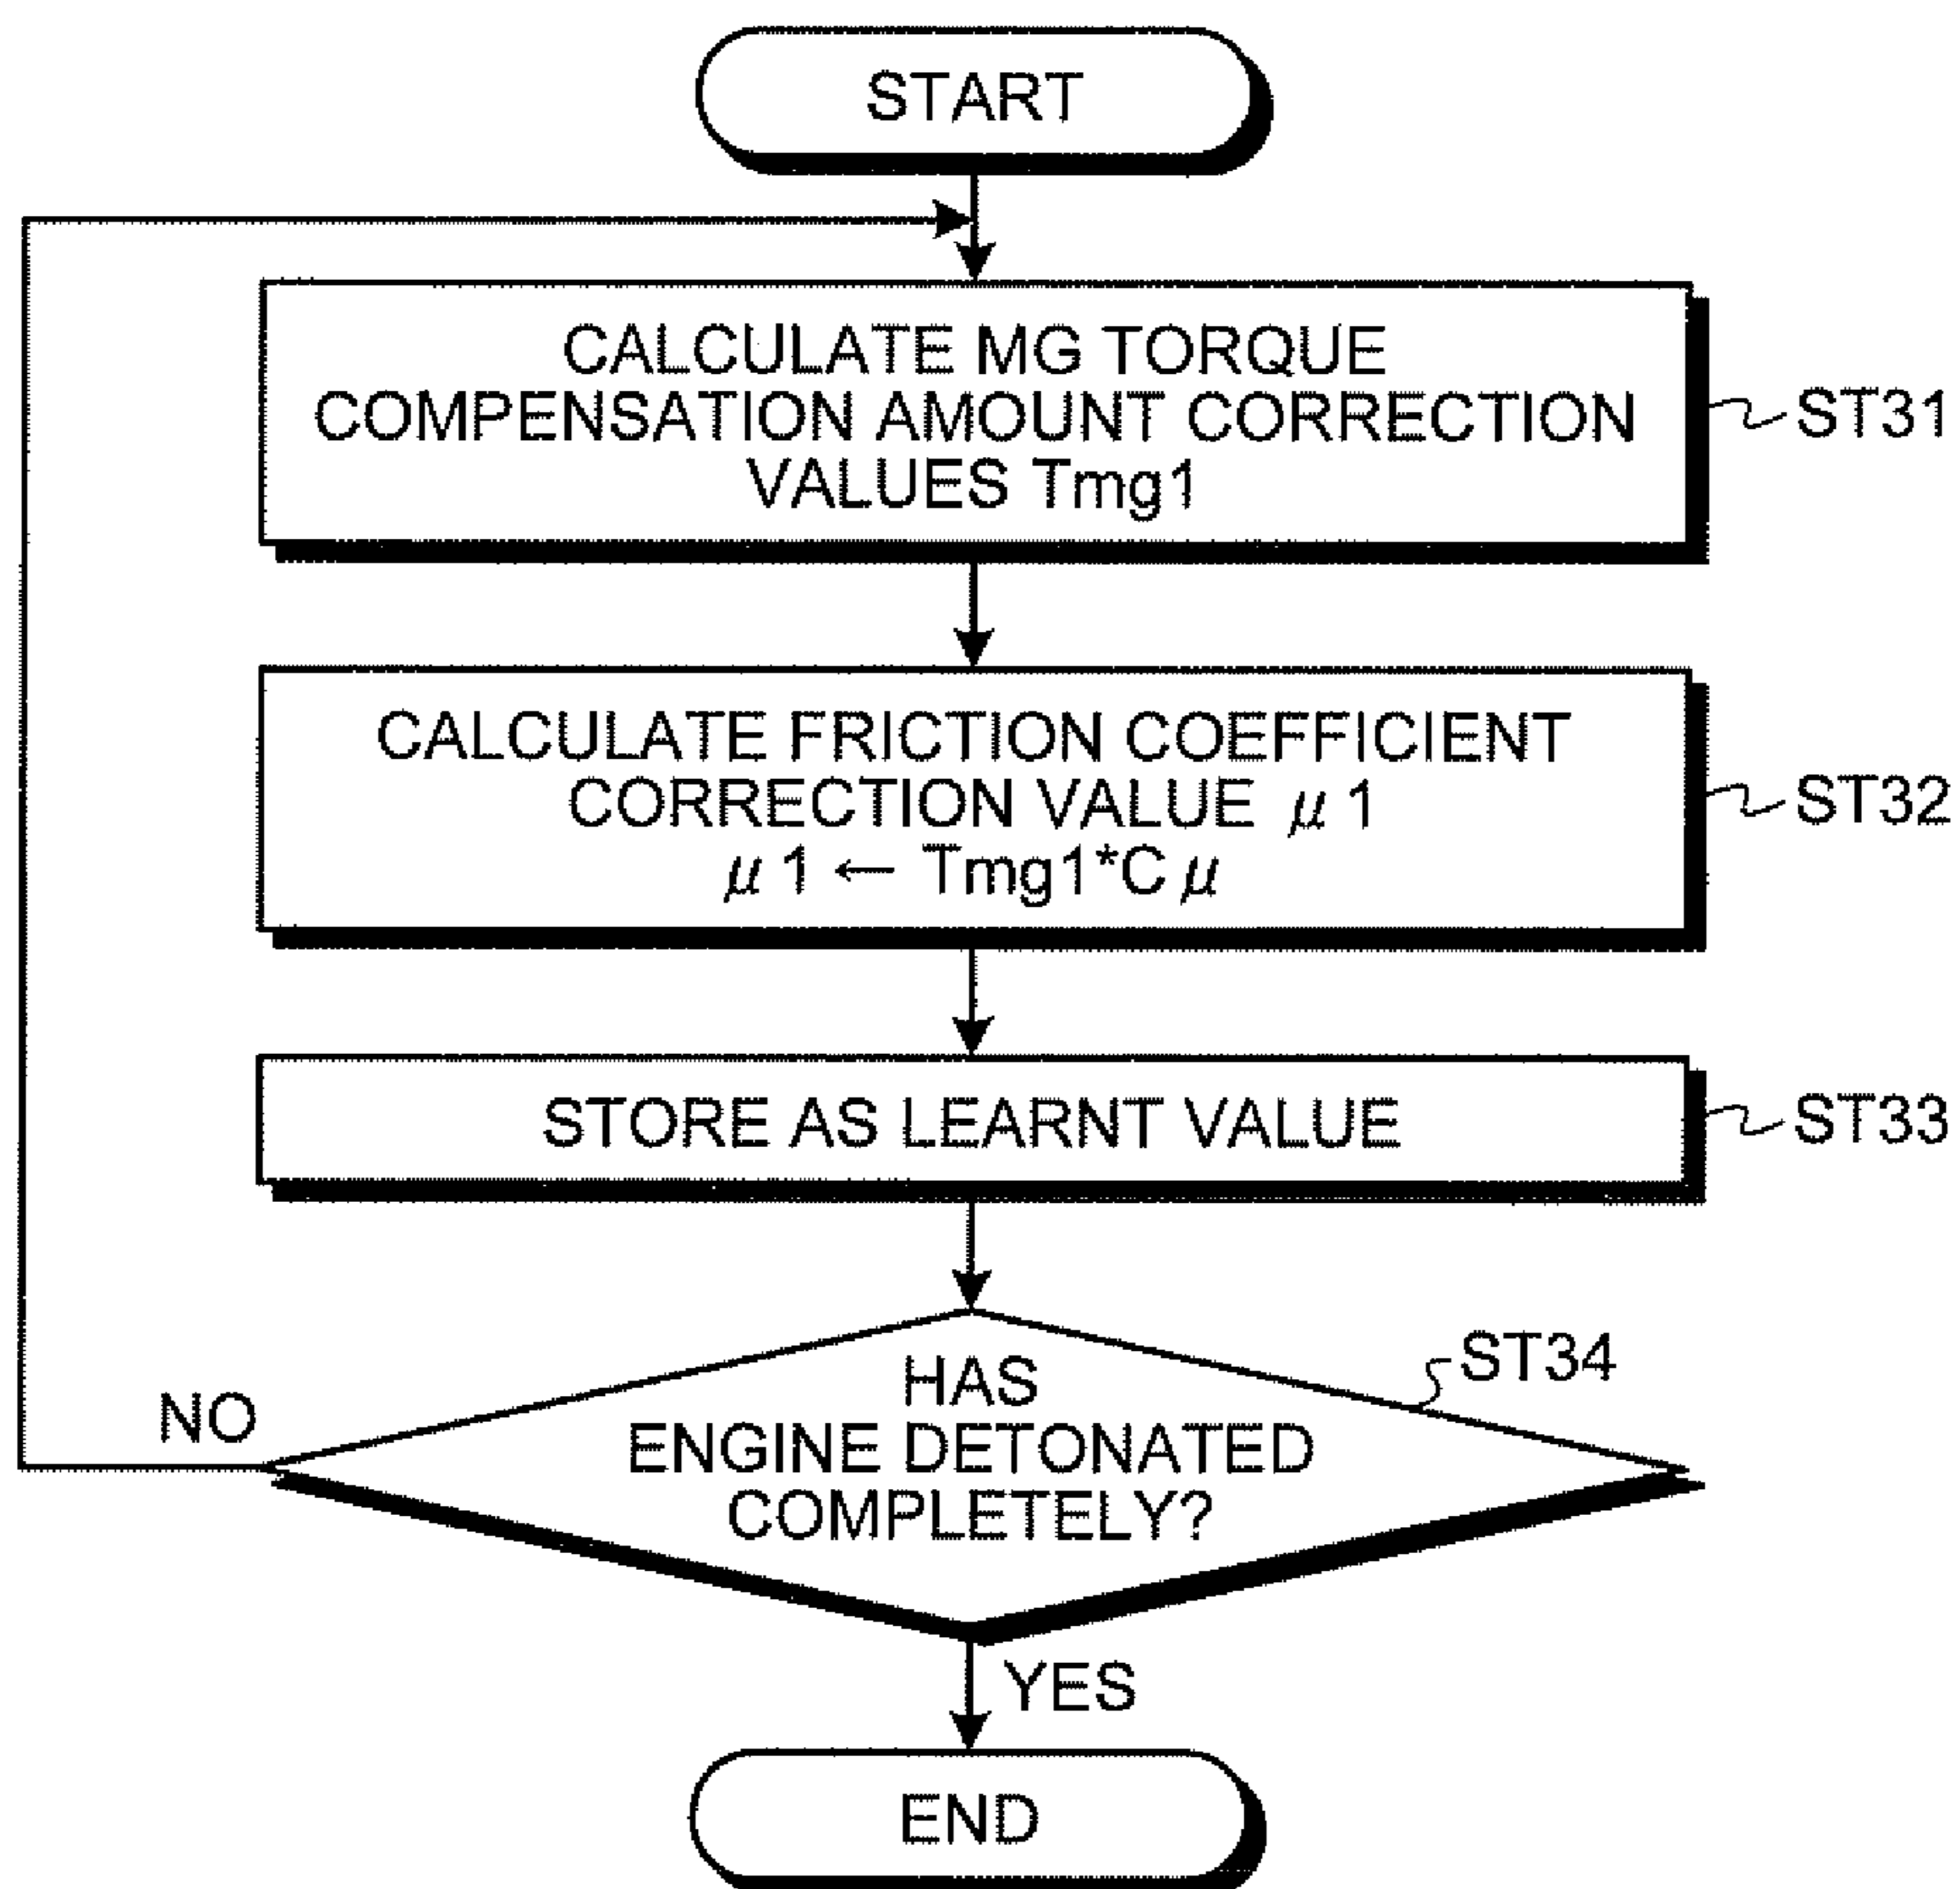 START
CALCULATE MG TORQUE
COMPENSATION AMOUNT CORRECTION
VALUES Tmg1
ST31
CALCULATE FRICTION COEFFICIENT
CORRECTION VALUE μ1
μ1 ← Tmg1*Cμ
ST32
STORE AS LEARNT VALUE
ST33
HAS
ENGINE DETONATED
COMPLETELY?
ST34
NO
YES
END